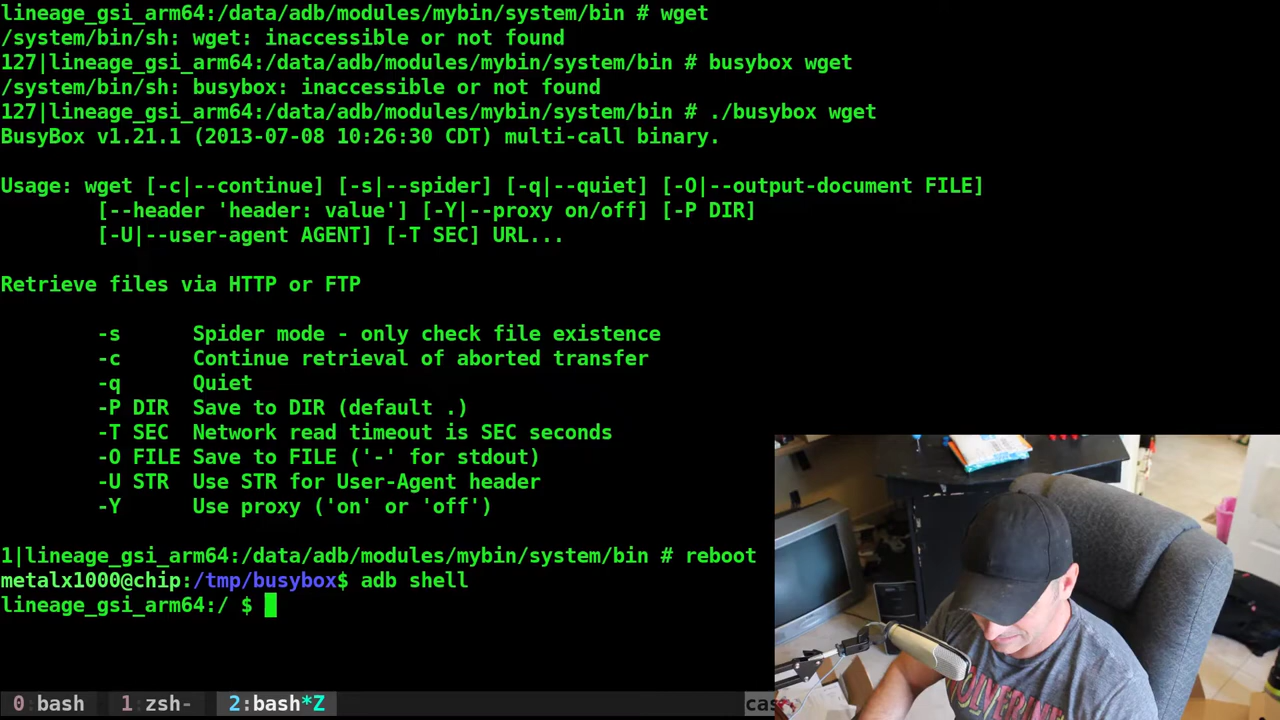 lineage_gsi_arm64:/data/adb/modules/mybin/system/bin # wget
/system/bin/sh: wget: inaccessible or not found
127|lineage_gsi_arm64:/data/adb/modules/mybin/system/bin # busybox wget
/system/bin/sh: busybox: inaccessible or not found
127|lineage_gsi_arm64:/data/adb/modules/mybin/system/bin # ./busybox wget
BusyBox v1.21.1 (2013-07-08 10:26:30 CDT) multi-call binary.
Usage: wget [-c|--continue] [-s|--spider] [-q|--quiet] [-O|--output-document FILE]
[--header 'header: value'] [-Y|--proxy on/off] [-P DIR]
[-U|--user-agent AGENT] [-T SEC] URL...
Retrieve files via HTTP or FTP
-s Spider mode - only check file existence
-c Continue retrieval of aborted transfer
-q Quiet
-P DIR Save to DIR (default .)
-T SEC Network read timeout is SEC seconds
-O FILE Save to FILE ('-' for stdout)
-U STR Use STR for User-Agent header
-Y Use proxy ('on' or 'off')
1|lineage_gsi_arm64:/data/adb/modules/mybin/system/bin # reboot
metalx1000@chip:/tmp/busybox$ adb shell
lineage_gsi_arm64:/ $
WOLVERINE
0:bash 1:zsh- 2:bash*Z cas